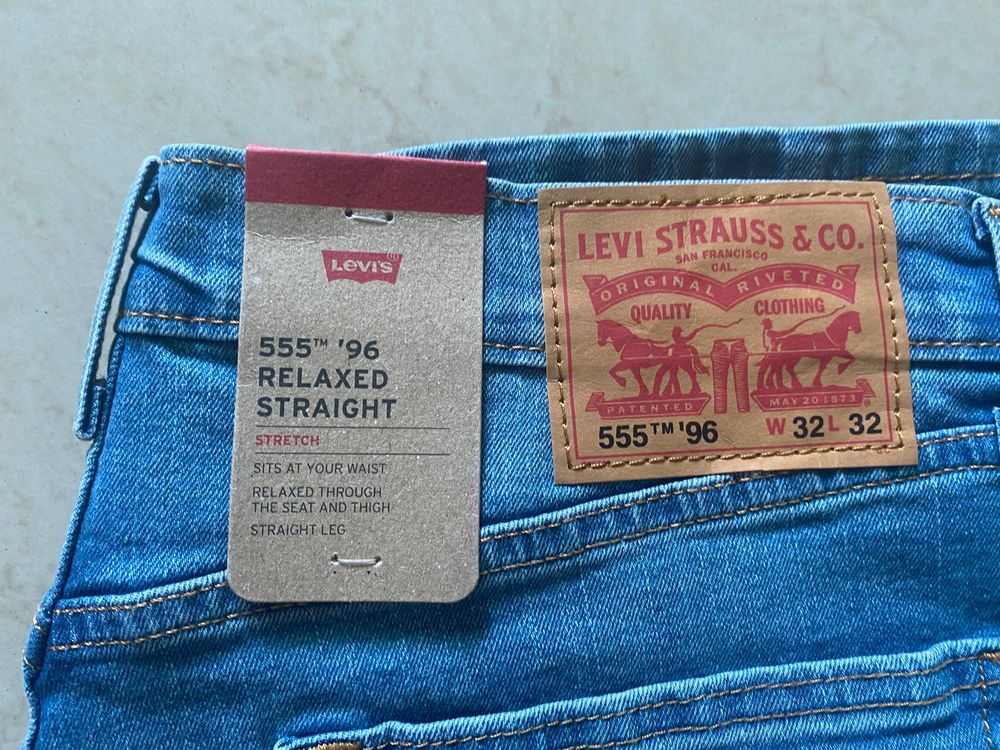 LEVI'S®
555™ '96
RELAXED
STRAIGHT
STRETCH
SITS AT YOUR WAIST
RELAXED THROUGH
THE SEAT AND THIGH
STRAIGHT LEG
LEVI STRAUSS & CO.
SAN FRANCISCO
CAL.
ORIGINAL RIVETED
QUALITY CLOTHING
PATENTED MAY 20 1873 ®
555™ '96 W 32 L 32